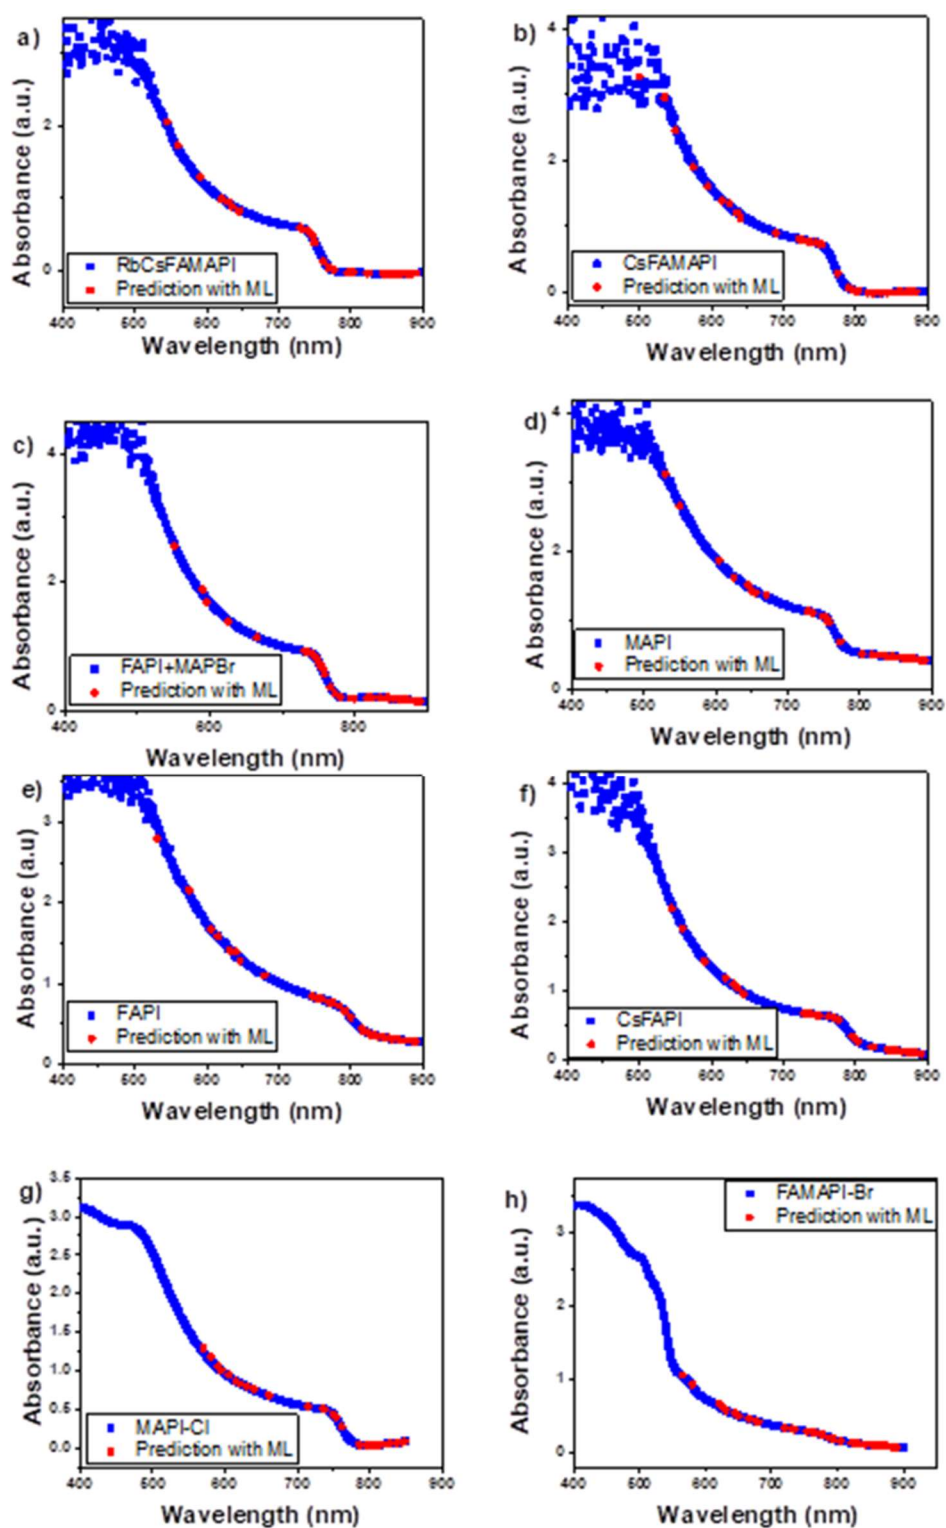 a)
Absorbance (a.u.)
2
0
RbCsFAMAPI
Prediction with ML
400 500 600 700 800 900
Wavelength (nm)
b)
Absorbance (a.u.)
4
2
0
CsFAMAPI
Prediction with ML
400 500 600 700 800 900
Wavelength (nm)
c)
Absorbance (a.u.)
4
2
0
FAPI+MAPBr
Prediction with ML
400 600 800
Wavelength (nm)
d)
Absorbance (a.u.)
4
2
0
MAPI
Prediction with ML
400 500 600 700 800 900
Wavelength (nm)
e)
Absorbance (a.u)
3
2
1
0
FAPI
Prediction with ML
400 500 600 700 800 900
Wavelength (nm)
f)
Absorbance (a.u.)
4
3
2
1
0
CsFAPI
Prediction with ML
400 500 600 700 800 900
Wavelength (nm)
g)
Absorbance (a.u.)
3.5
3.0
2.5
2.0
1.5
1.0
0.5
0.0
MAPI-Cl
Prediction with ML
400 500 600 700 800 900
Wavelength (nm)
h)
Absorbance (a.u.)
3
2
1
0
FAMAPI-Br
Prediction with ML
400 500 600 700 800 900
Wavelength (nm)